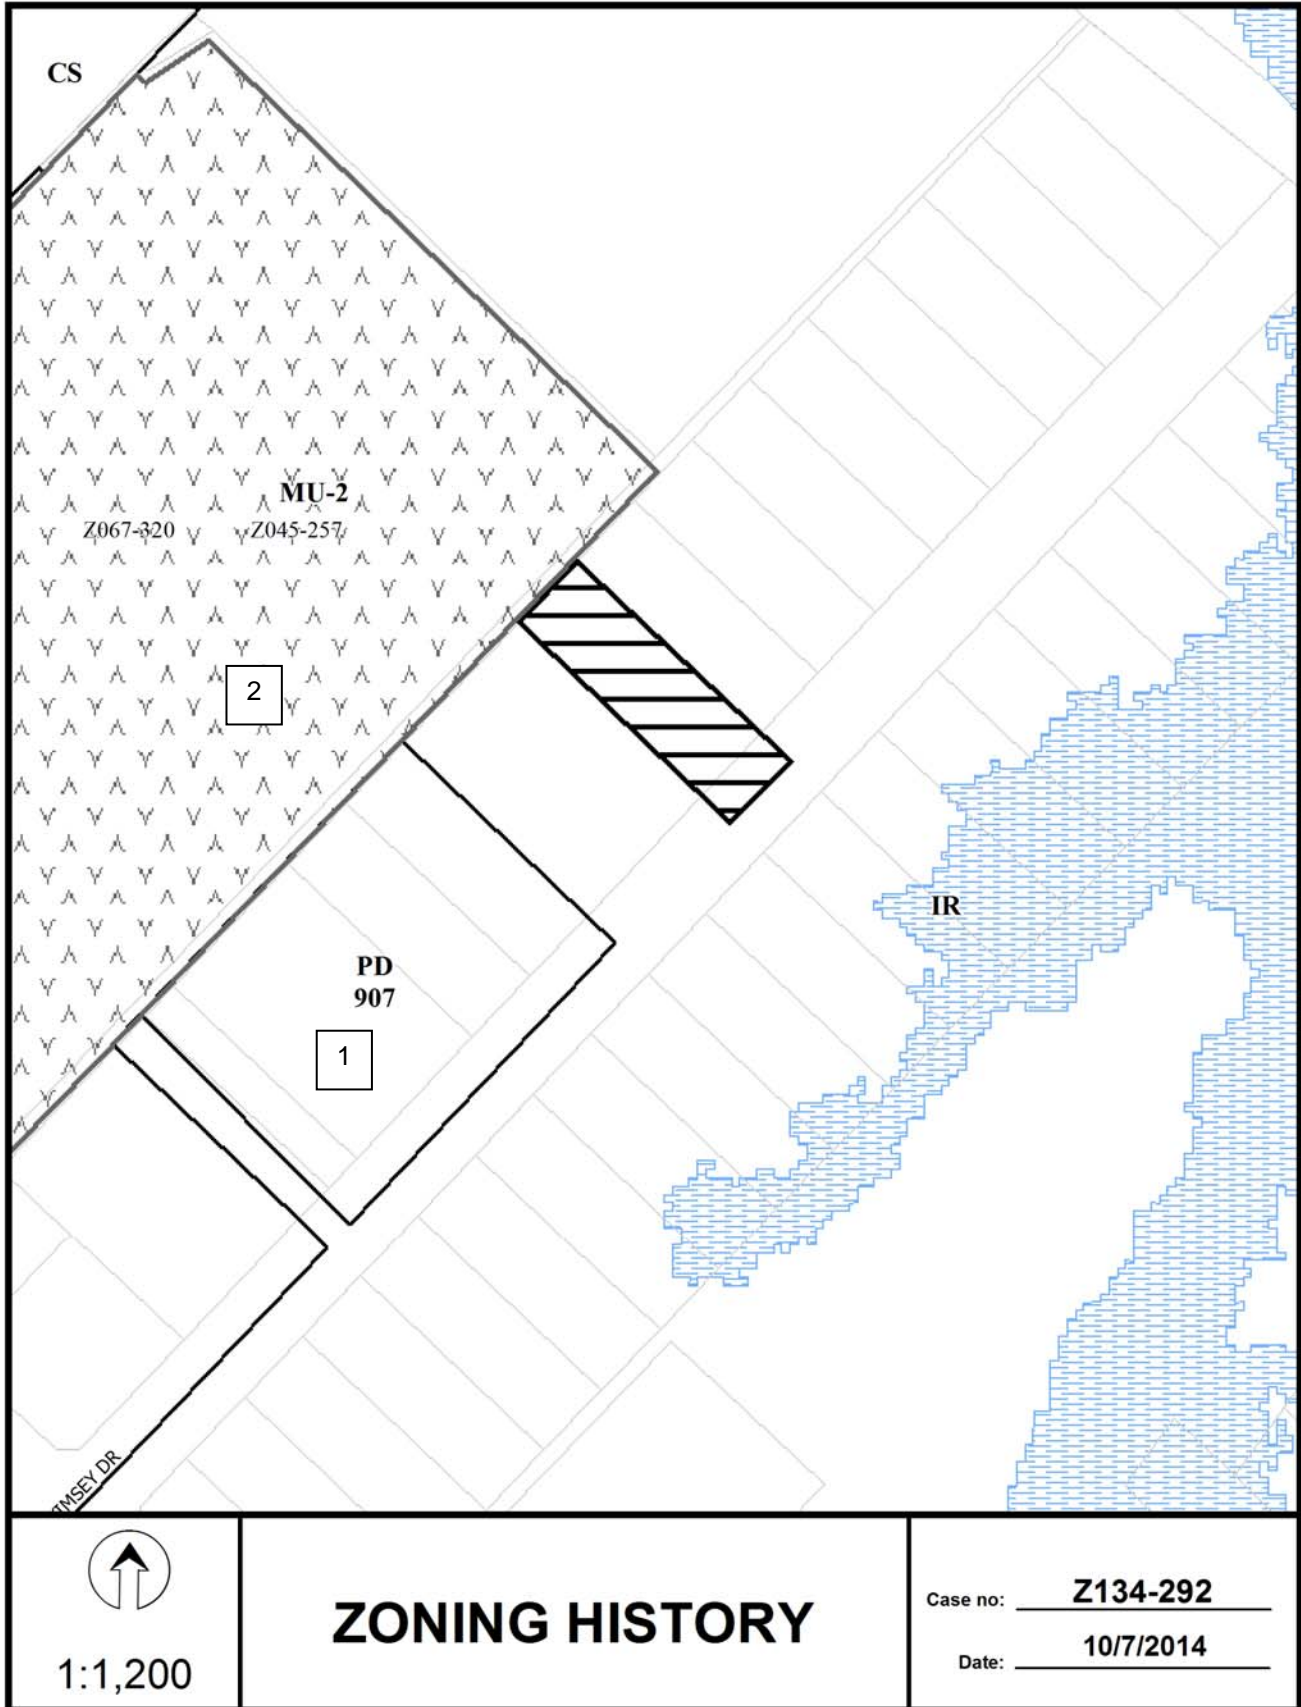 CS
MU-2
Z067-320 Z045-257
2
IR
PD
907
1
DR
1:1,200
ZONING HISTORY
Case no: Z134-292
Date: 10/7/2014